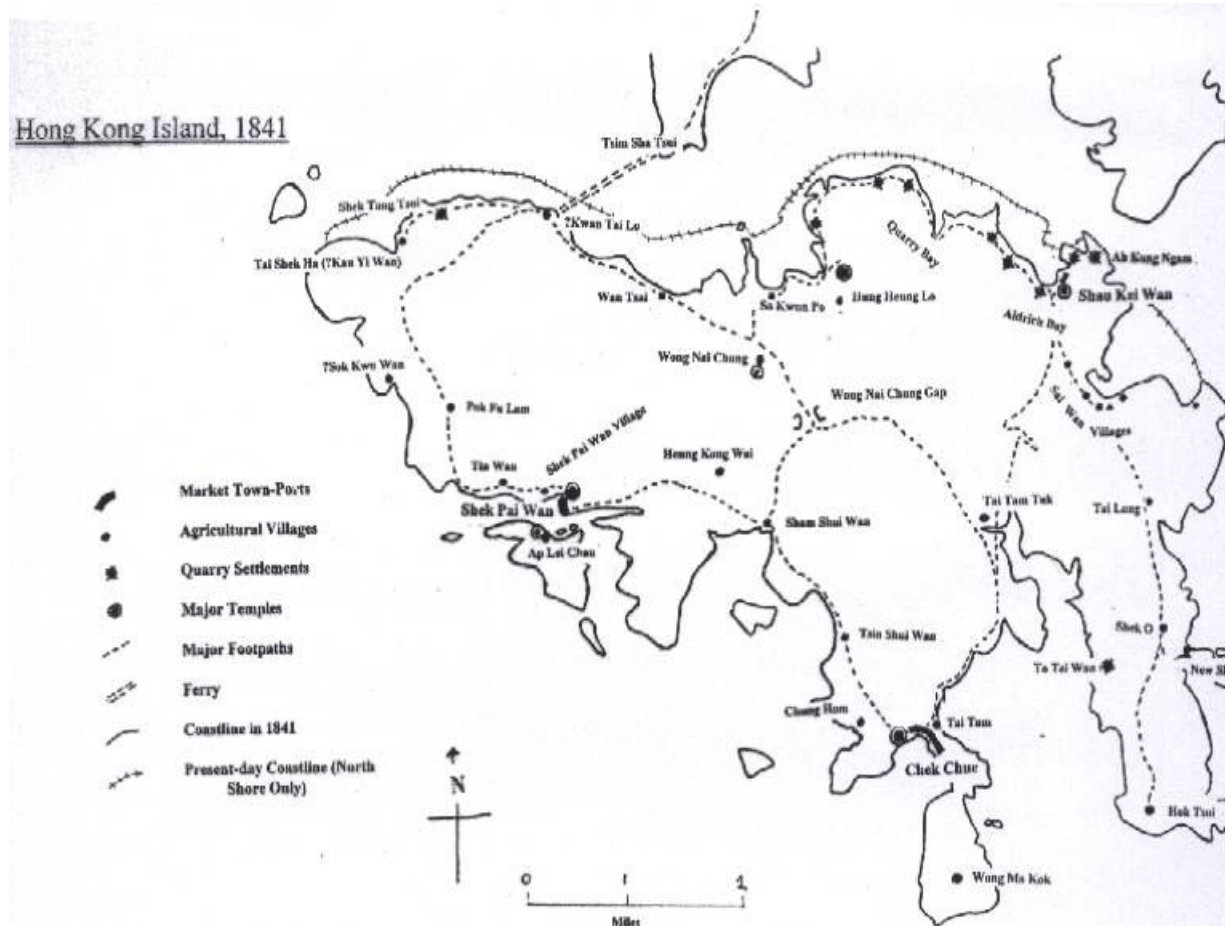 Hong Kong Island, 1841
Tsim Sha Tsui
Shek Tung Tsui
?Kwan Tai Lo
Tai Shek Ha (?Kan Yi Wan)
Quarry Bay
Ah Kung Ngam
Wan Tsai
So Kwun Po
Hung Heung Lo
Shau Kei Wan
Aldrich Bay
?Sok Kwu Wan
Wong Nai Chung
Pok Fu Lam
Wong Nai Chung Gap
Sai Wan
Villages
Shek Pai Wan Village
Tin Wan
Heung Kong Wai
Shek Pai Wan
Tai Tam Tuk
Tai Lang
Sham Shui Wan
Ap Lei Chau
Tsin Shui Wan
Shek O
To Tei Wan
New
Chung Hom
Tai Tam
Chek Chue
Hok Tsui
Wong Ma Kok
Market Town-Ports
Agricultural Villages
Quarry Settlements
Major Temples
Major Footpaths
Ferry
Coastline in 1841
Present-day Coastline (North
Shore Only)
N
0 1
Miles